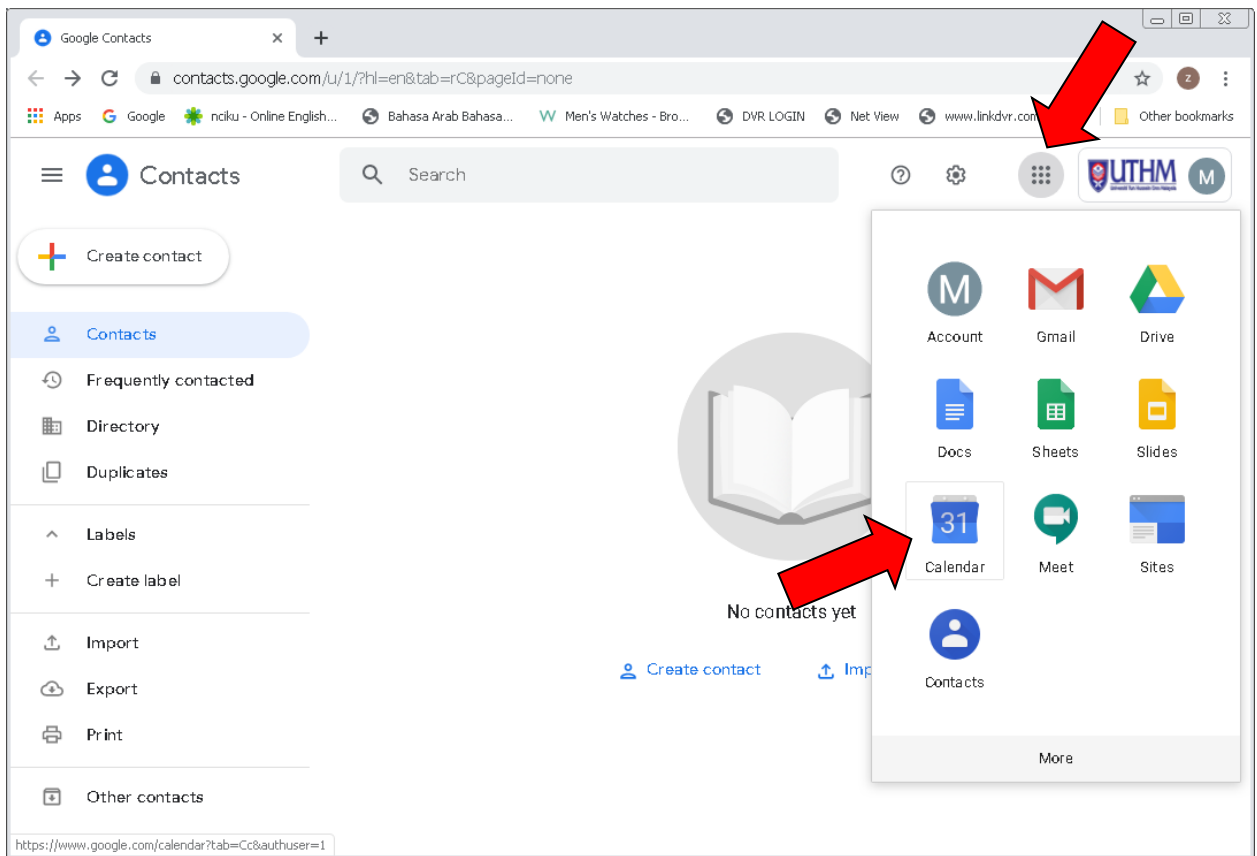 Google Contacts
contacts.google.com/u/1/?hl=en&tab=rC&pageId=none
Z
Apps Google nciku - Online English... Bahasa Arab Bahasa... Men's Watches - Bro... DVR LOGIN Net View www.linkdvr.com Other bookmarks
Contacts Search UTHM M
Create contact
Contacts
Frequently contacted
Directory
Duplicates
Labels
Create label
Import
Export
Print
Other contacts
No contacts yet
Create contact Imp
M
Account Gmail Drive
Docs Sheets Slides
31
Calendar Meet Sites
Contacts
More
https://www.google.com/calendar?tab=Cc&authuser=1